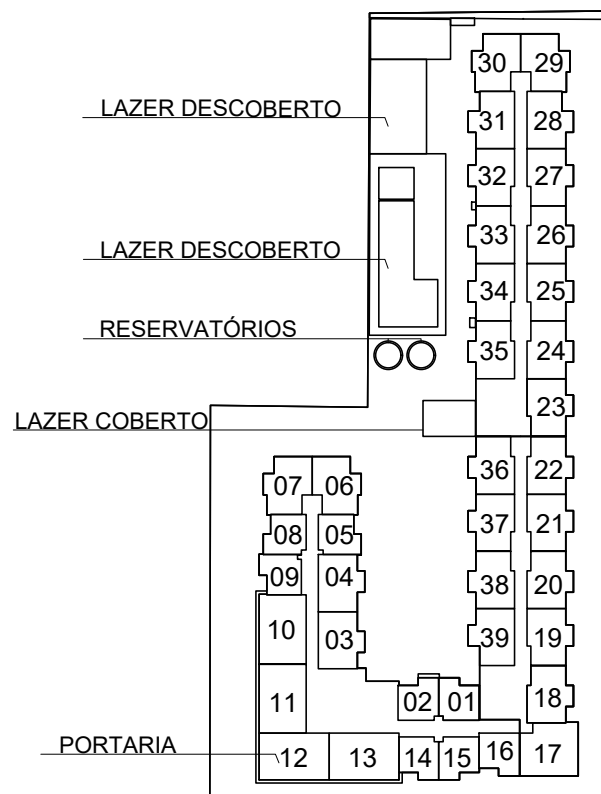 30 29
LAZER DESCOBERTO
31 28
32 27
33 26
LAZER DESCOBERTO
34 25
RESERVATÓRIOS
35 24
23
LAZER COBERTO
36 22
07 06
37 21
08 05
09 04
38 20
10 03
39 19
11 02 01 18
PORTARIA
12 13 14 15 16 17